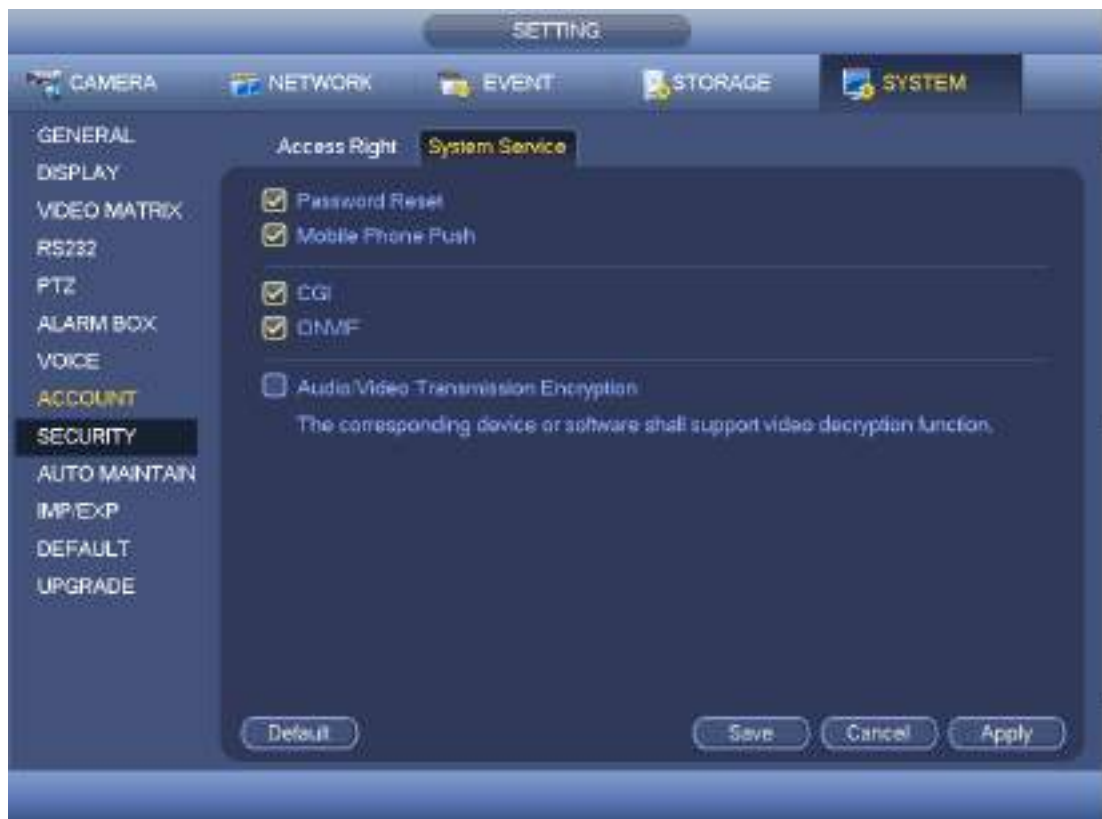 SETTING
CAMERA NETWORK EVENT STORAGE SYSTEM
GENERAL
DISPLAY
VIDEO MATRIX
RS232
PTZ
ALARM BOX
VOICE
ACCOUNT
SECURITY
AUTO MAINTAIN
IMP/EXP
DEFAULT
UPGRADE
Access Right System Service
Password Reset
Mobile Phone Push
CGI
ONVIF
Audio/Video Transmission Encryption
The corresponding device or software shall support video decryption function.
Default Save Cancel Apply